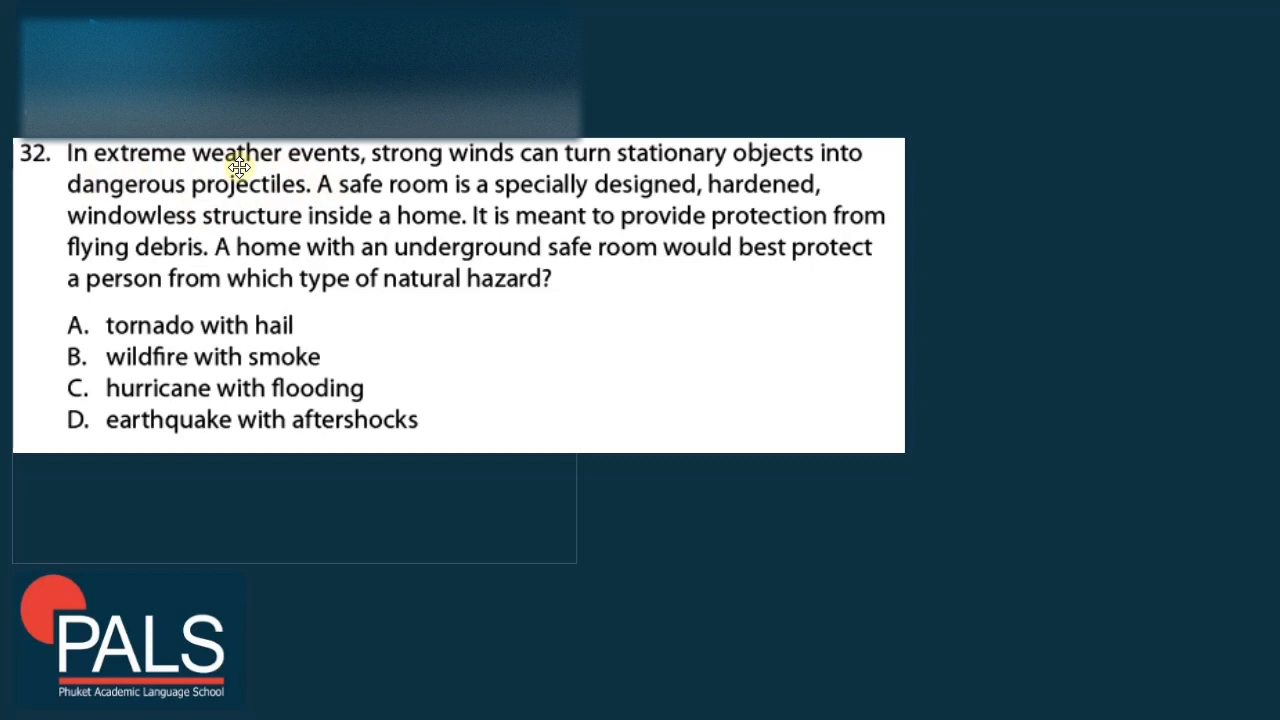 32. In extreme weather events, strong winds can turn stationary objects into
dangerous projectiles. A safe room is a specially designed, hardened,
windowless structure inside a home. It is meant to provide protection from
flying debris. A home with an underground safe room would best protect
a person from which type of natural hazard?
A. tornado with hail
B. wildfire with smoke
C. hurricane with flooding
D. earthquake with aftershocks
PALS
Phuket Academic Language School